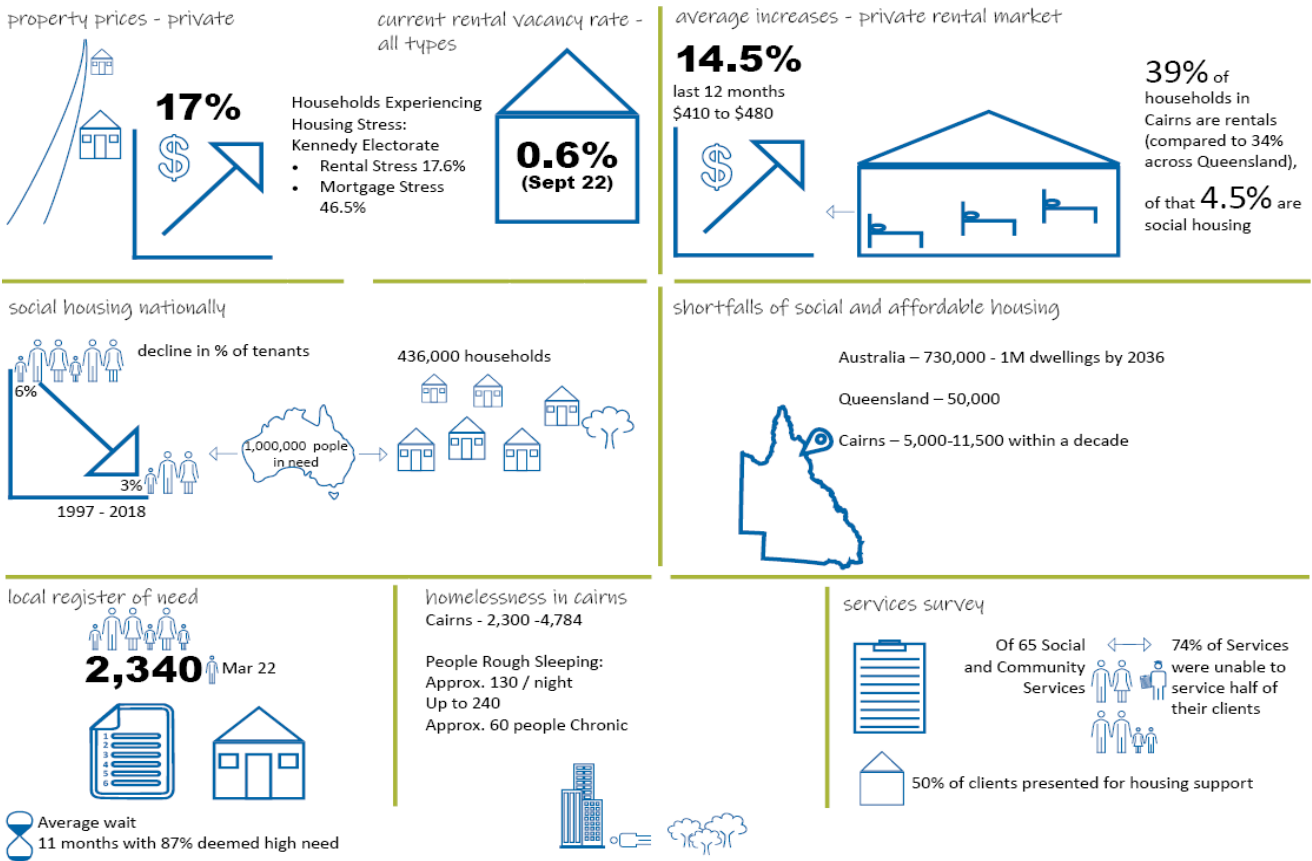 property prices - private
17%
Households Experiencing
Housing Stress:
Kennedy Electorate
• Rental Stress 17.6%
• Mortgage Stress
46.5%
current rental vacancy rate -
all types
0.6%
(Sept 22)
average increases - private rental market
14.5%
last 12 months
$410 to $480
$
$
39% of
households in
Cairns are rentals
(compared to 34%
across Queensland),
of that 4.5% are
social housing
social housing nationally
decline in % of tenants
6%
3%
1997 - 2018
1,000,000 pople
in need
436,000 households
shortfalls of social and affordable housing
Australia – 730,000 - 1M dwellings by 2036
Queensland – 50,000
Cairns – 5,000-11,500 within a decade
local register of need
2,340 Mar 22
1
2
3
4
5
6
Average wait
11 months with 87% deemed high need
homelessness in cairns
Cairns - 2,300 -4,784
People Rough Sleeping:
Approx. 130 / night
Up to 240
Approx. 60 people Chronic
services survey
Of 65 Social
and Community
Services
74% of Services
were unable to
service half of
their clients
50% of clients presented for housing support